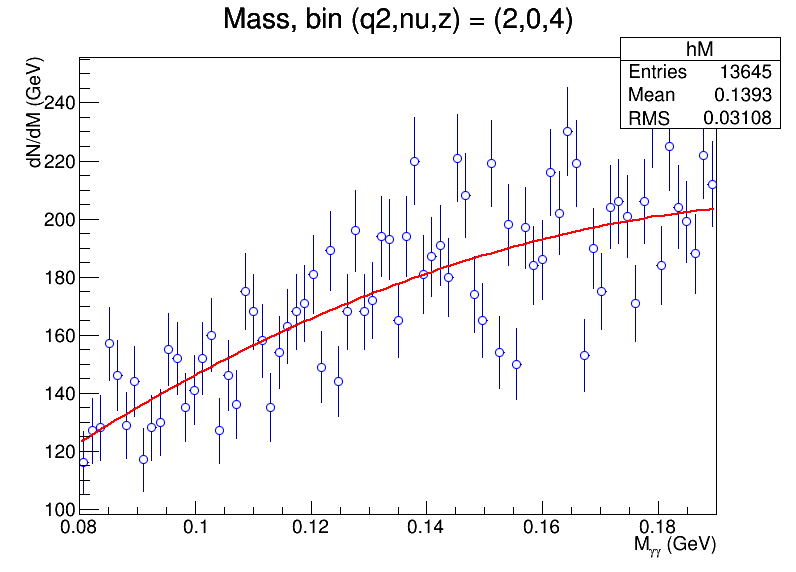 Mass, bin (q2,nu,z) = (2,0,4)
hM
Entries 13645
Mean 0.1393
RMS 0.03108
dN/dM (GeV)
240
220
200
180
160
140
120
100
0.08 0.1 0.12 0.14 0.16 0.18
Mγγ (GeV)